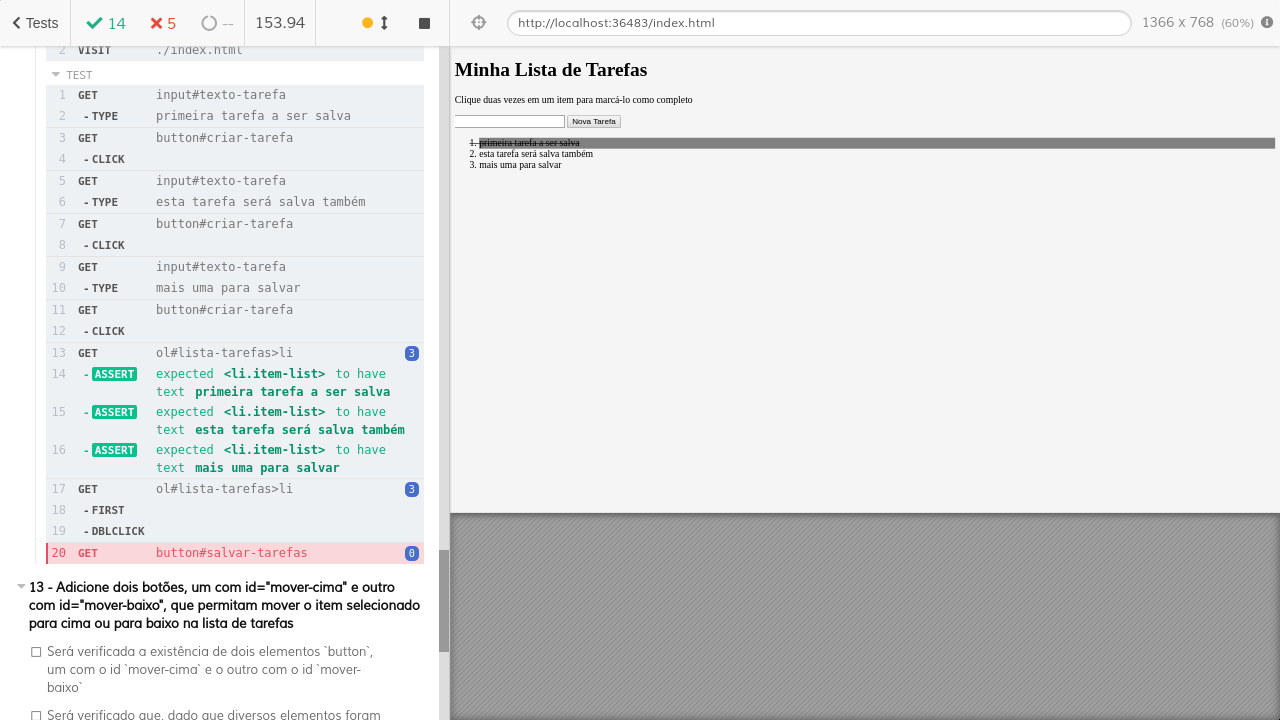 Tests 14 5 -- 153.94 http://localhost:36483/index.html 1366 x 768 (60%)
2 VISIT ./index.html
TEST
1 GET input#texto-tarefa
2 - TYPE primeira tarefa a ser salva
3 GET button#criar-tarefa
4 - CLICK
5 GET input#texto-tarefa
6 - TYPE esta tarefa será salva também
7 GET button#criar-tarefa
8 - CLICK
9 GET input#texto-tarefa
10 - TYPE mais uma para salvar
11 GET button#criar-tarefa
12 - CLICK
13 GET ol#lista-tarefas>li 3
14 - ASSERT expected <li.item-list> to have
text primeira tarefa a ser salva
15 - ASSERT expected <li.item-list> to have
text esta tarefa será salva também
16 - ASSERT expected <li.item-list> to have
text mais uma para salvar
17 GET ol#lista-tarefas>li 3
18 - FIRST
19 - DBLCLICK
20 GET button#salvar-tarefas 0
13 - Adicione dois botões, um com id="mover-cima" e outro
com id="mover-baixo", que permitam mover o item selecionado
para cima ou para baixo na lista de tarefas
Será verificada a existência de dois elementos `button`,
um com o id `mover-cima` e o outro com o id `mover-
baixo`
Será verificado que, dado que diversos elementos foram
Minha Lista de Tarefas
Clique duas vezes em um item para marcá-lo como completo
Nova Tarefa
1. primeira tarefa a ser salva
2. esta tarefa será salva também
3. mais uma para salvar